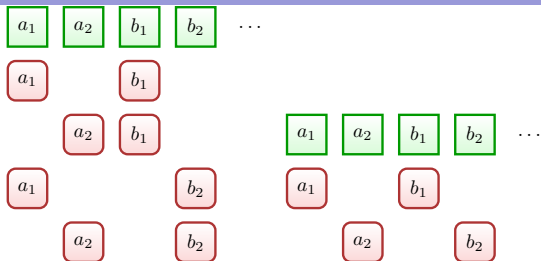 a₁ a₂ b₁ b₂ ⋯
a₁ b₁
a₂ b₁
a₁ a₂ b₁ b₂ ⋯
a₁ b₂
a₁ b₁
a₂ b₂
a₂ b₂